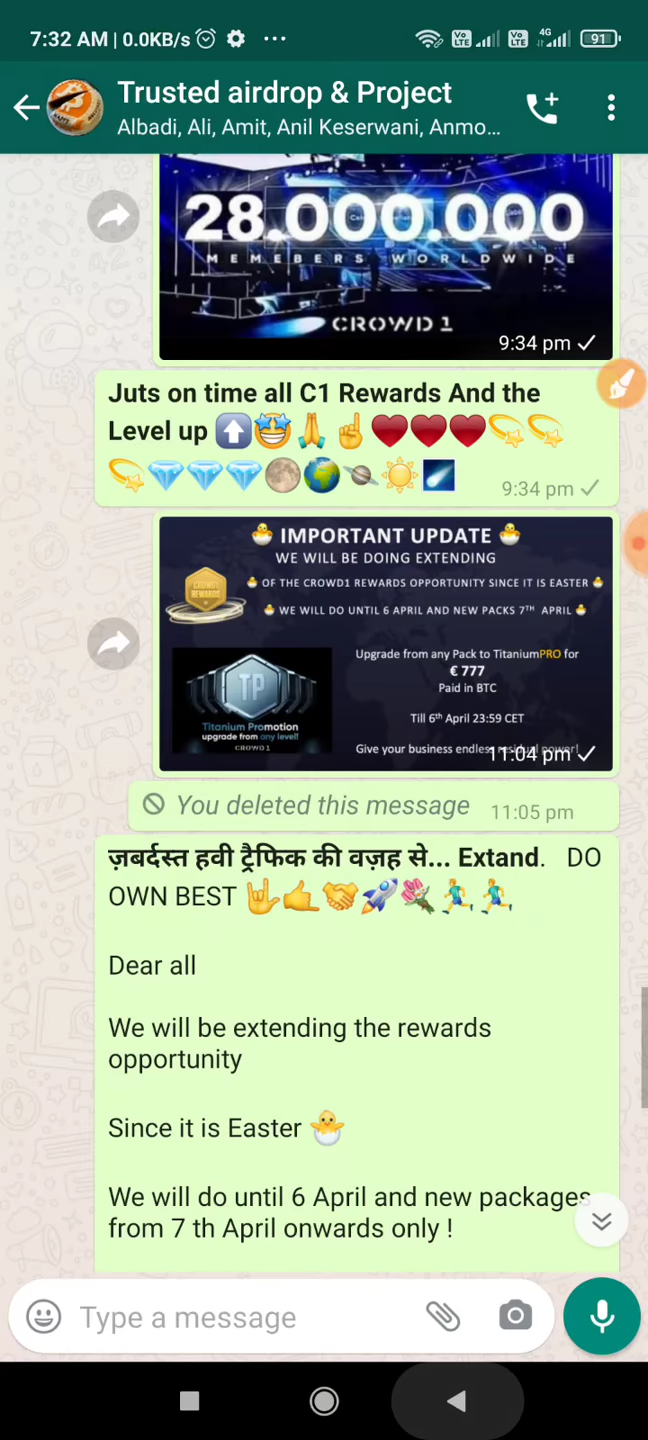 7:32 AM | 0.0KB/s
4G
91
Trusted airdrop & Project
Albadi, Ali, Amit, Anil Keserwani, Anmo...
28.000.000
MEMEBERS WORLDWIDE
CROWD1
9:34 pm
Juts on time all C1 Rewards And the
Level up ⬆️🤩🙏☝️❤️❤️❤️💫💫
💫💎💎💎🌕🌍🪐☀️🌠
9:34 pm
🐣 IMPORTANT UPDATE 🐣
WE WILL BE DOING EXTENDING
🐣 OF THE CROWD1 REWARDS OPPORTUNITY SINCE IT IS EASTER 🐣
🐣 WE WILL DO UNTIL 6 APRIL AND NEW PACKS 7TH APRIL 🐣
CROWD1
REWARDS
Upgrade from any Pack to TitaniumPRO for
€ 777
Paid in BTC
TP
Titanium Promotion
upgrade from any level!
CROWD1
Till 6th April 23:59 CET
Give your business endless residual power!
11:04 pm
You deleted this message
11:05 pm
ज़बर्दस्त हवी ट्रैफिक की वज़ह से... Extand. DO
OWN BEST 🤟🤙🤝🚀💐🏃‍♂️🏃‍♂️
Dear all
We will be extending the rewards
opportunity
Since it is Easter 🐣
We will do until 6 April and new packages
from 7 th April onwards only !
Type a message